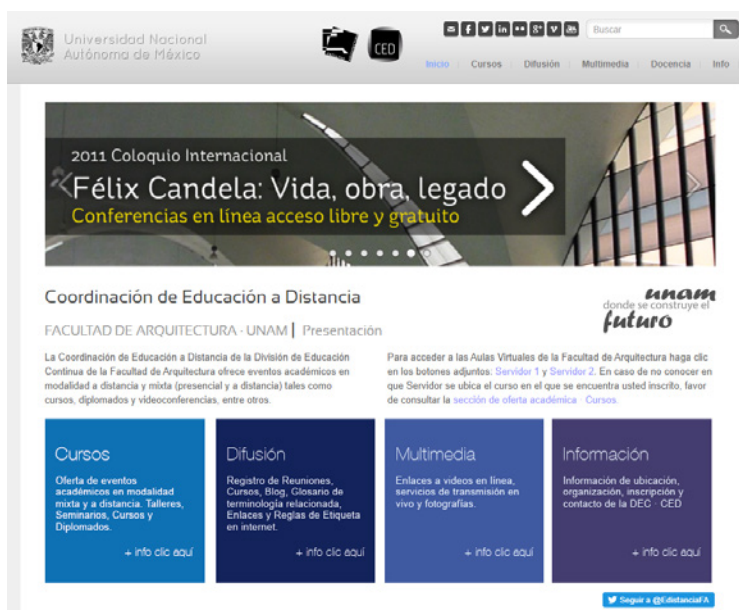 Universidad Nacional
Autónoma de México
CED
Buscar
Inicio Cursos Difusión Multimedia Docencia Info
2011 Coloquio Internacional
Félix Candela: Vida, obra, legado
Conferencias en línea acceso libre y gratuito
Coordinación de Educación a Distancia
FACULTAD DE ARQUITECTURA · UNAM | Presentación
unam
donde se construye el
futuro
La Coordinación de Educación a Distancia de la División de Educación
Continua de la Facultad de Arquitectura ofrece eventos académicos en
modalidad a distancia y mixta (presencial y a distancia) tales como
cursos, diplomados y videoconferencias, entre otros.
Para acceder a las Aulas Virtuales de la Facultad de Arquitectura haga clic
en los botones adjuntos: Servidor 1 y Servidor 2. En caso de no conocer en
que Servidor se ubica el curso en el que se encuentra usted inscrito, favor
de consultar la sección de oferta académica · Cursos.
Cursos
Oferta de eventos
académicos en modalidad
mixta y a distancia. Talleres,
Seminarios, Cursos y
Diplomados.
+ info clic aquí
Difusión
Registro de Reuniones,
Cursos, Blog, Glosario de
terminología relacionada,
Enlaces y Reglas de Etiqueta
en internet.
+ info clic aquí
Multimedia
Enlaces a videos en línea,
servicios de transmisión en
vivo y fotografías.
+ info clic aquí
Información
Información de ubicación,
organización, inscripción y
contacto de la DEC · CED
+ info clic aquí
Seguir a @EdistanciaFA